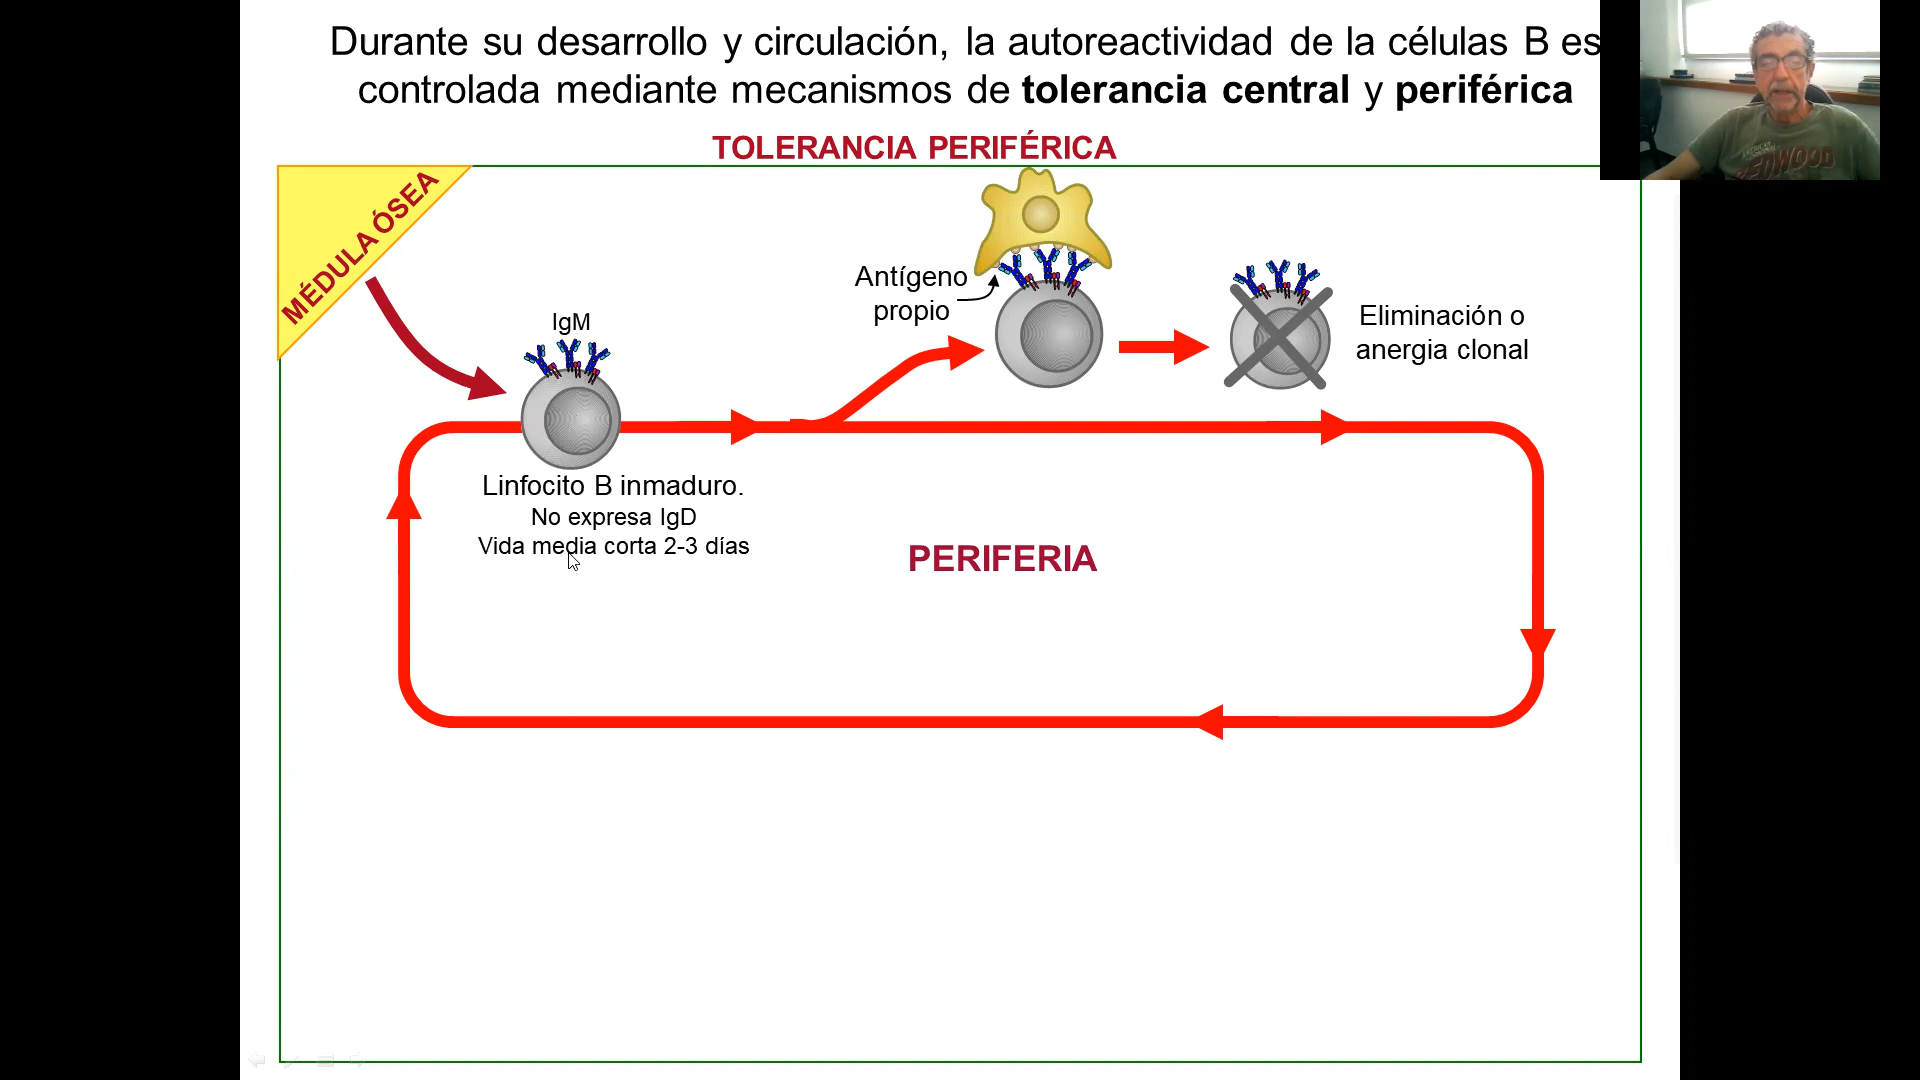 Durante su desarrollo y circulación, la autoreactividad de la células B es
controlada mediante mecanismos de tolerancia central y periférica
TOLERANCIA PERIFÉRICA
MÉDULA ÓSEA
Antígeno
propio
Eliminación o
anergia clonal
IgM
Linfocito B inmaduro.
No expresa IgD
Vida media corta 2-3 días
PERIFERIA
REDWOOD